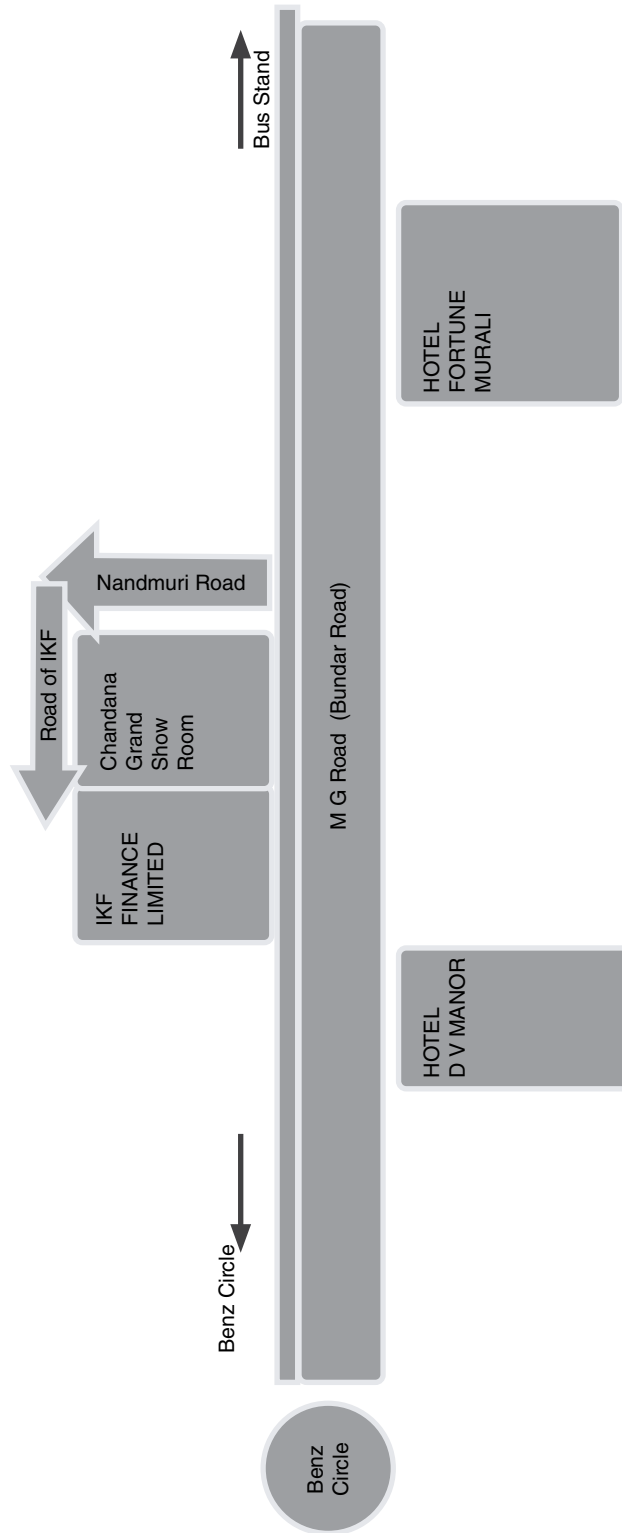 Bus Stand
HOTEL
FORTUNE
MURALI
Nandmuri Road
Road of IKF
Chandana
Grand
Show
Room
M G Road (Bundar Road)
IKF
FINANCE
LIMITED
HOTEL
D V MANOR
Benz Circle
Benz
Circle